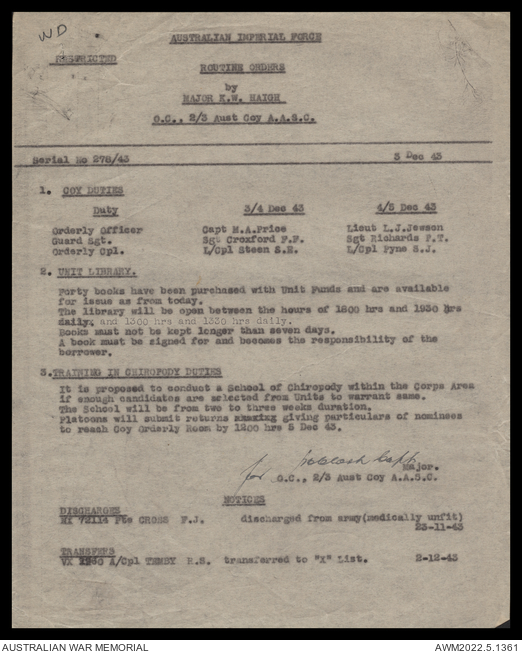 WD
AUSTRALIAN IMPERIAL FORCE
RESTRICTED
ROUTINE ORDERS
by
MAJOR K.W. HAIGH
O.C., 2/3 Aust Coy A.A.S.C.
Serial No 278/43 3 Dec 43
1. COY DUTIES
Duty 3/4 Dec 43 4/5 Dec 43
Orderly Officer Capt M.A.Price Lieut L.J.Jewson
Guard Sgt. Sgt Croxford F.F. Sgt Richards P.T.
Orderly Cpl. L/Cpl Steen S.R. L/Cpl Pyne S.J.
2. UNIT LIBRARY.
Forty books have been purchased with Unit Funds and are available
for issue as from today.
The library will be open between the hours of 1800 hrs and 1930 hrs
daily, and 1300 hrs and 1330 hrs daily.
Books must not be kept longer than seven days.
A book must be signed for and becomes the responsibility of the
borrower.
3. TRAINING IN CHIROPODY DUTIES
It is proposed to conduct a School of Chiropody within the Corps Area
if enough candidates are selected from Units to warrant same.
The School will be from two to three weeks duration.
Platoons will submit returns giving particulars of nominees
to reach Coy Orderly Room by 1200 hrs 5 Dec 43.
for Capt. Major.
O.C., 2/3 Aust Coy A.A.S.C.
NOTICES
DISCHARGES
72114 Pte CROSS F.J. discharged from army(medically unfit)
23-11-43
TRANSFERS
VX A/Cpl TEMBY R.S. transferred to "X" List. 2-12-43
AUSTRALIAN WAR MEMORIAL AWM2022.5.1361